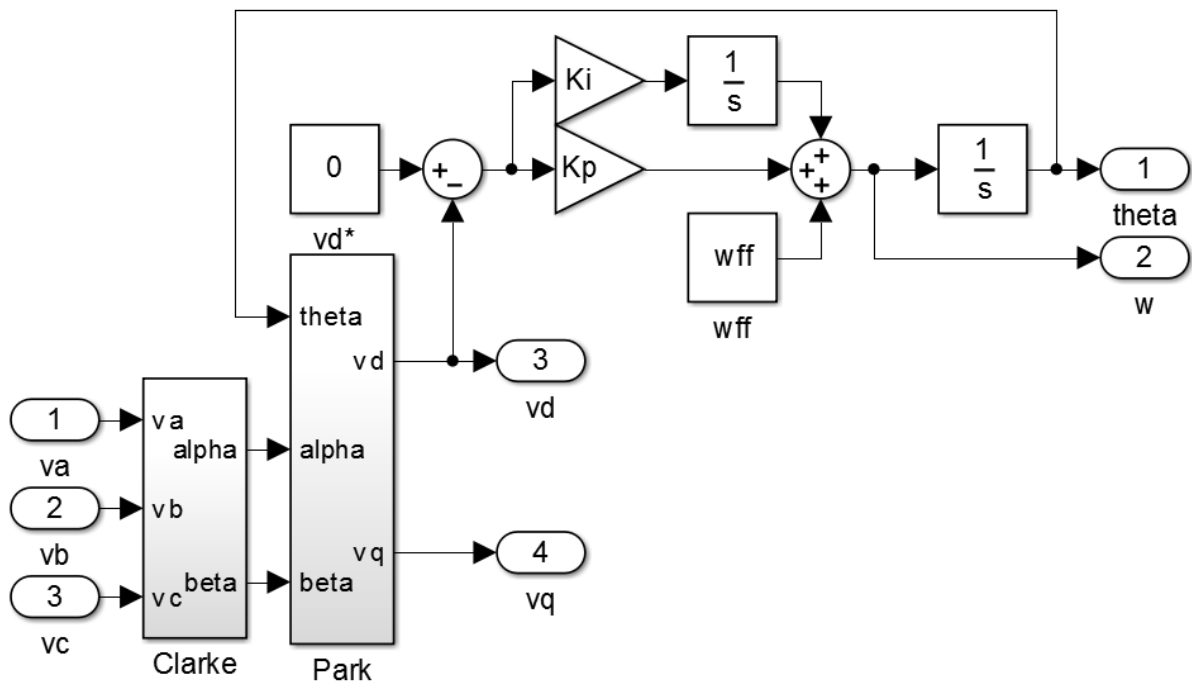 Ki
1
s
0
+
−
Kp
+
+
+
1
s
1
theta
vd*
wff
wff
2
w
theta
vd
3
vd
1
va
va
alpha
alpha
2
vb
vb
vq
4
vq
3
vc
vc
beta
beta
Clarke
Park